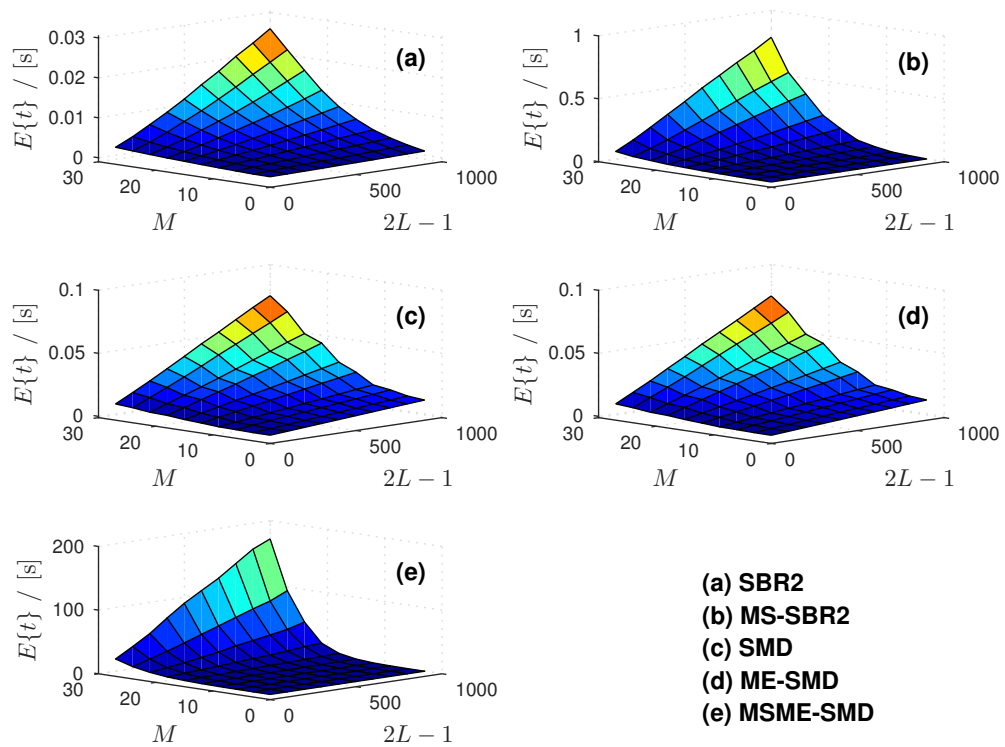 0.03
0.02
0.01
0
E{t} / [s]
(a)
30
20
10
0
M
0
500
1000
2L − 1
1
0.5
0
E{t} / [s]
(b)
30
20
10
0
M
0
500
1000
2L − 1
0.1
0.05
0
E{t} / [s]
(c)
30
20
10
0
M
0
500
1000
2L − 1
0.1
0.05
0
E{t} / [s]
(d)
30
20
10
0
M
0
500
1000
2L − 1
200
100
0
E{t} / [s]
(e)
30
20
10
0
M
0
500
1000
2L − 1
(a) SBR2
(b) MS-SBR2
(c) SMD
(d) ME-SMD
(e) MSME-SMD